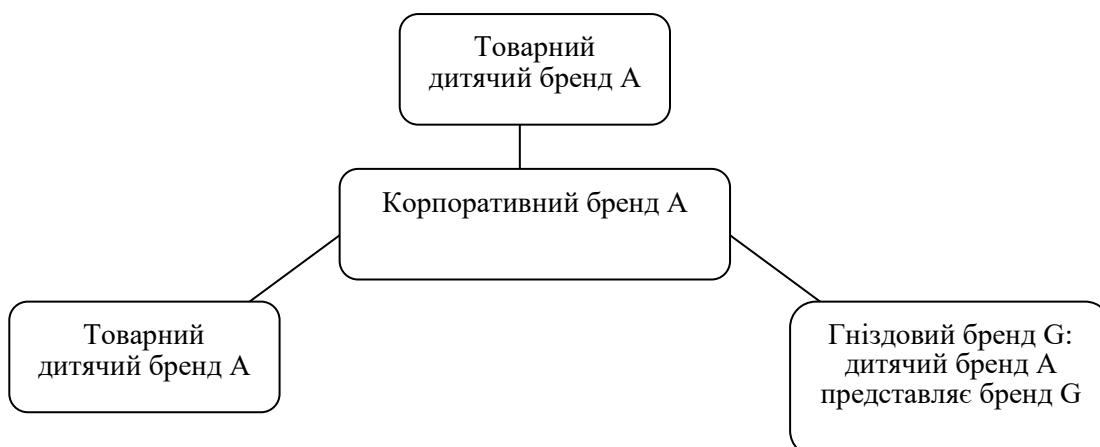 Товарний
дитячий бренд А
Корпоративний бренд А
Товарний
дитячий бренд А
Гніздовий бренд G:
дитячий бренд А
представляє бренд G